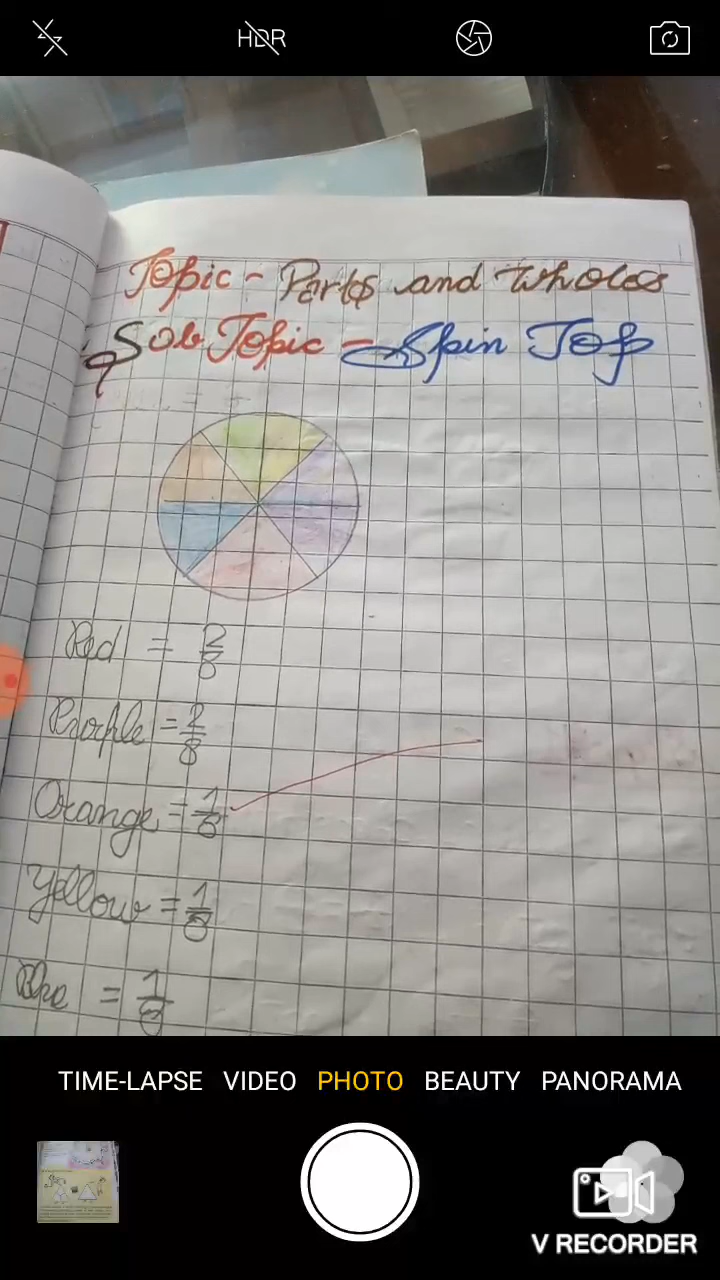 HDR
Topic - Parts and Wholes
Sub Topic - Spin Top
Red = 2/8
Purple = 2/8
Orange = 1/8
Yellow = 1/8
Blue = 1/8
TIME-LAPSE VIDEO PHOTO BEAUTY PANORAMA
V RECORDER